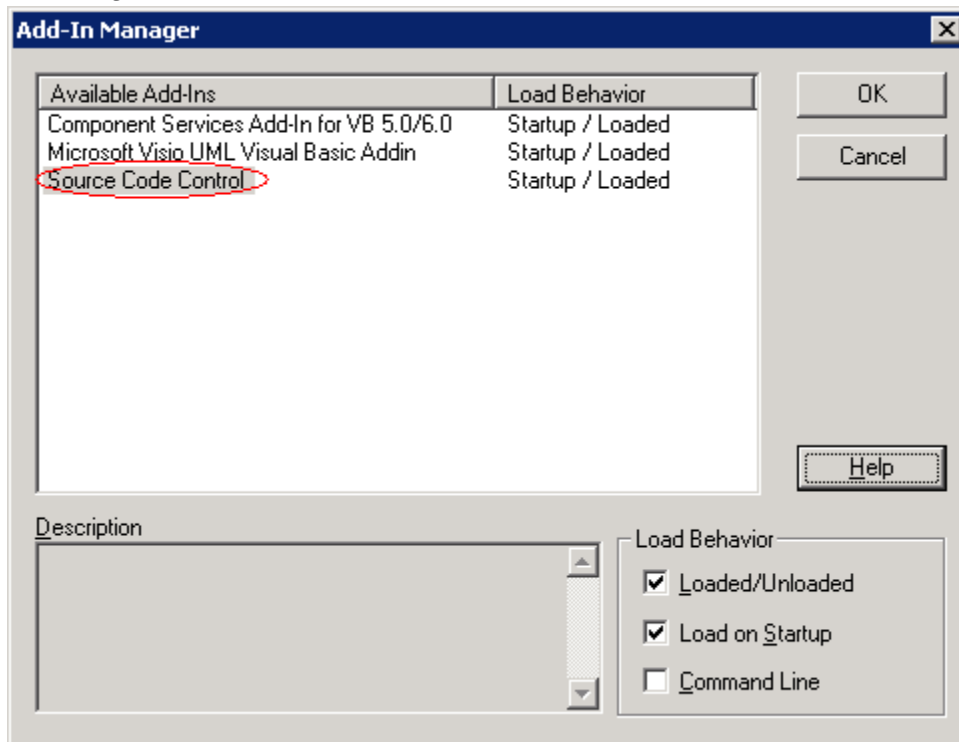 Add-In Manager
Available Add-Ins Load Behavior
Component Services Add-In for VB 5.0/6.0 Startup / Loaded
Microsoft Visio UML Visual Basic Addin Startup / Loaded
Source Code Control Startup / Loaded
OK
Cancel
Help
Description
Load Behavior
Loaded/Unloaded
Load on Startup
Command Line